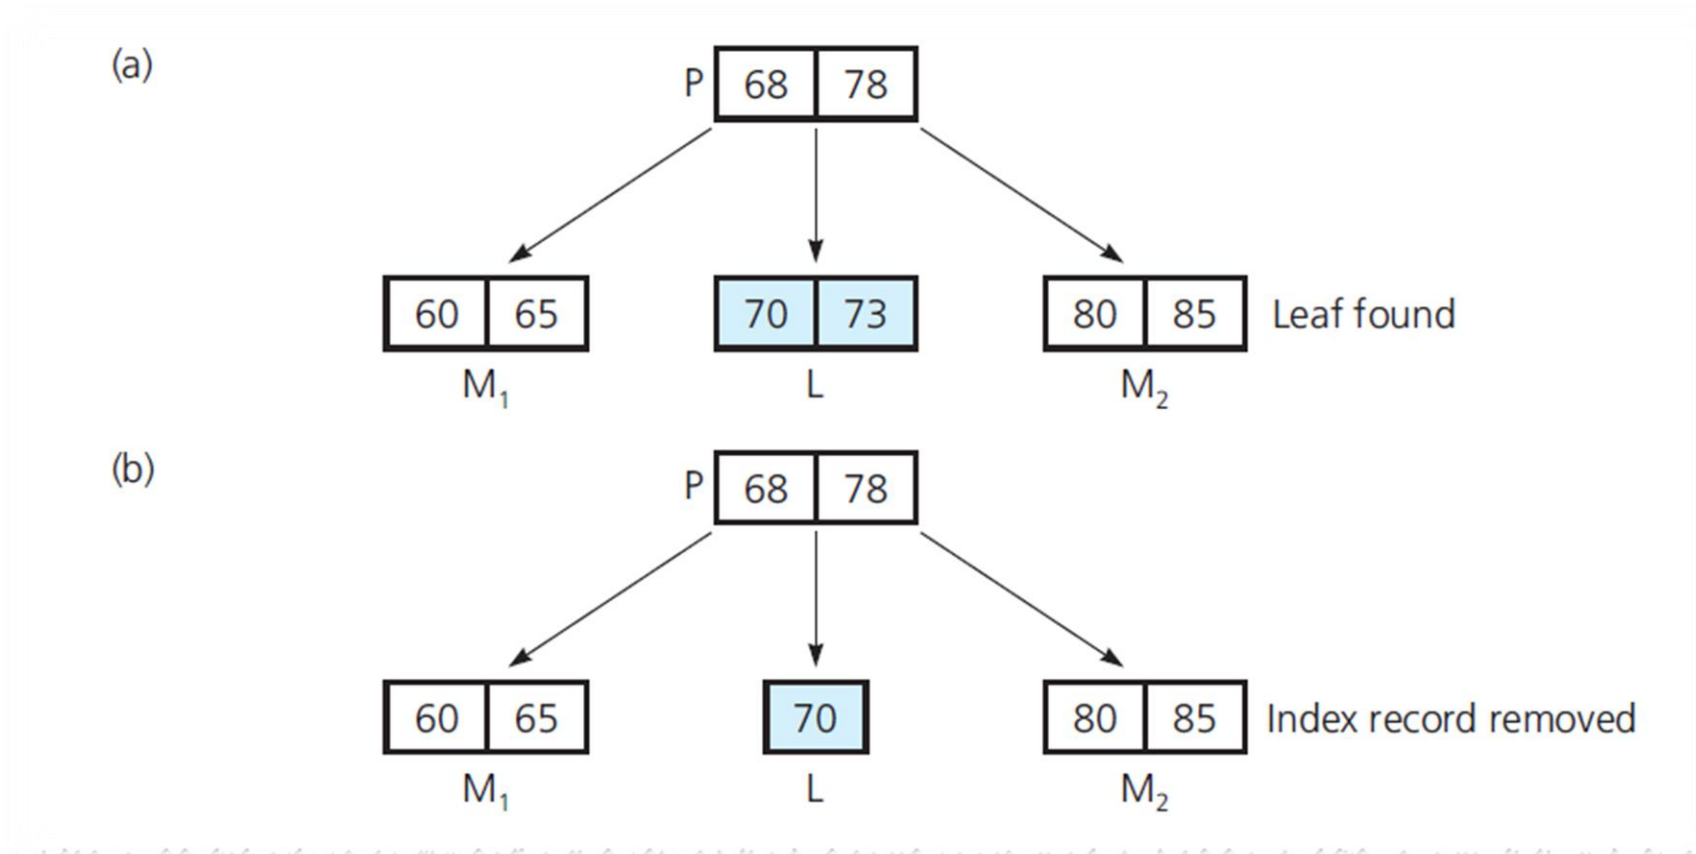 (a)
P 68 78
60 65 70 73 80 85 Leaf found
M1 L M2
(b)
P 68 78
60 65 70 80 85 Index record removed
M1 L M2